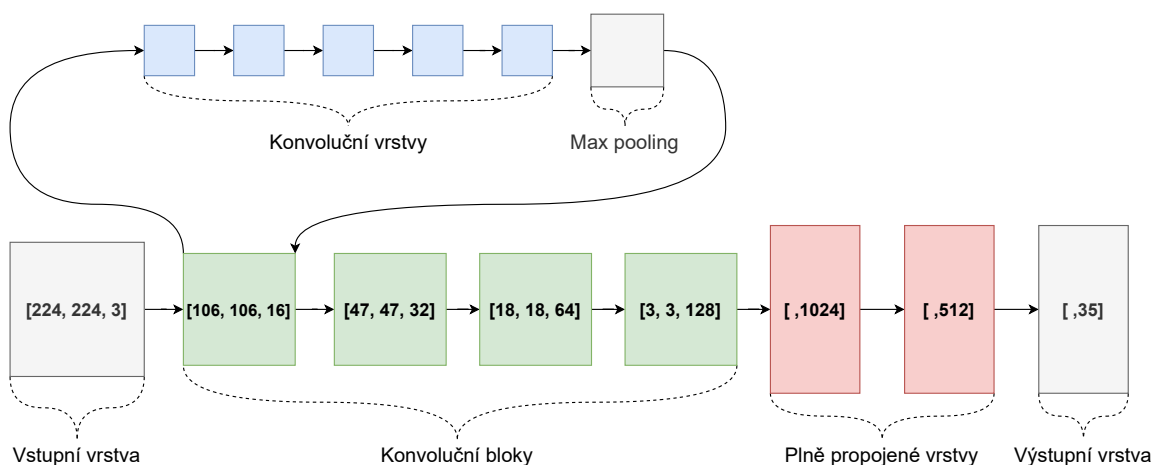 Konvoluční vrstvy
Max pooling
[224, 224, 3]
[106, 106, 16]
[47, 47, 32]
[18, 18, 64]
[3, 3, 128]
[ ,1024]
[ ,512]
[ ,35]
Vstupní vrstva
Konvoluční bloky
Plně propojené vrstvy
Výstupní vrstva